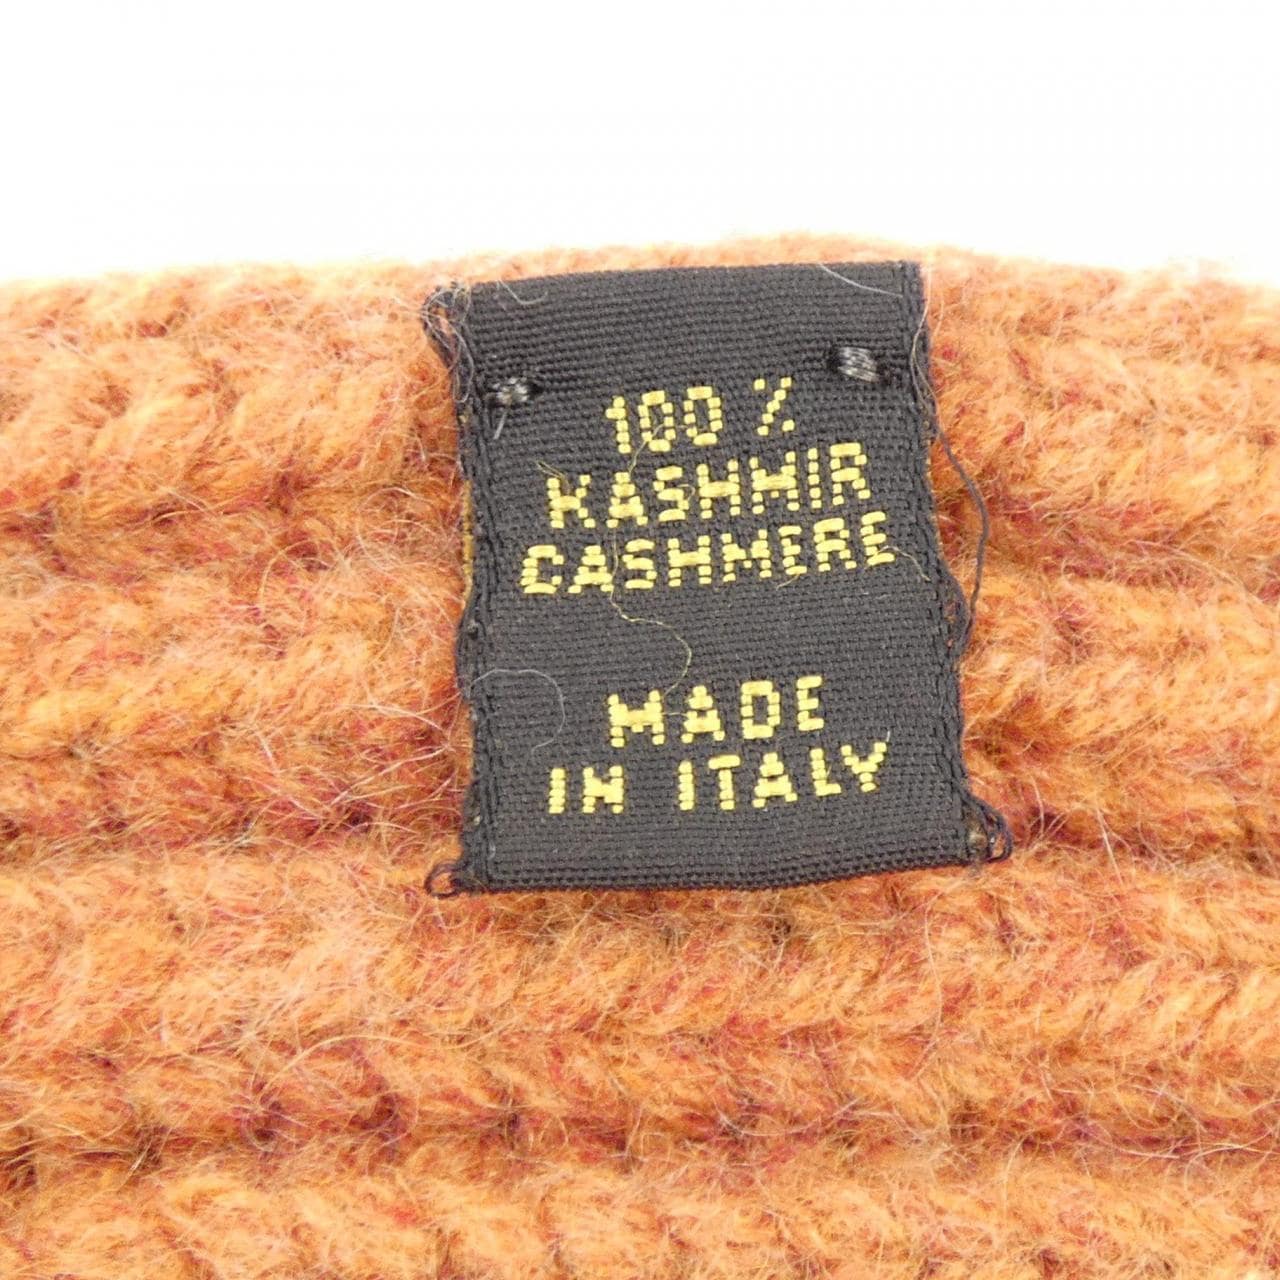 100 %
KASHMIR
CASHMERE
MADE
IN ITALY